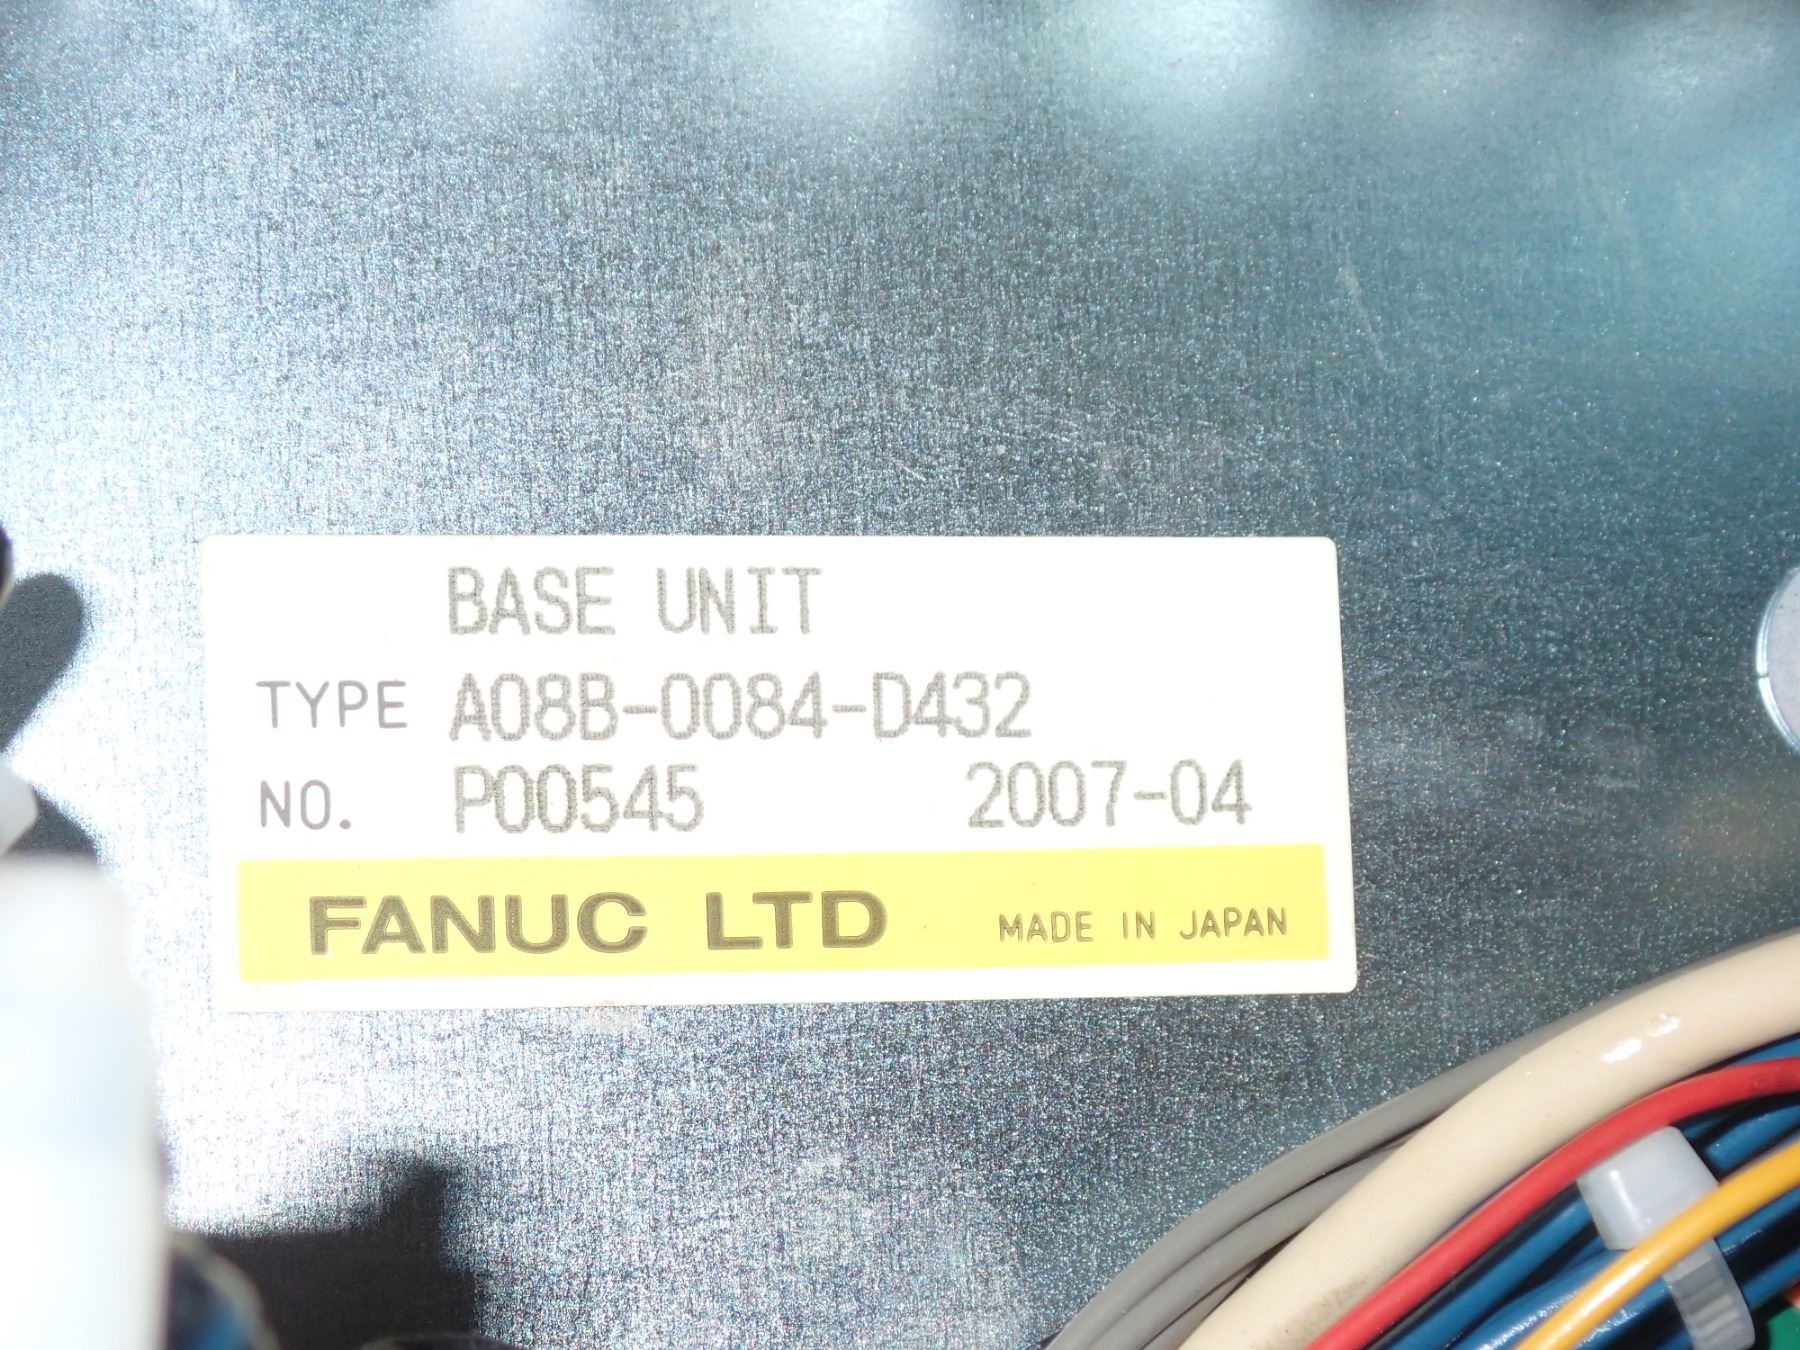 BASE UNIT
TYPE A08B-0084-D432
NO. P00545 2007-04
FANUC LTD MADE IN JAPAN